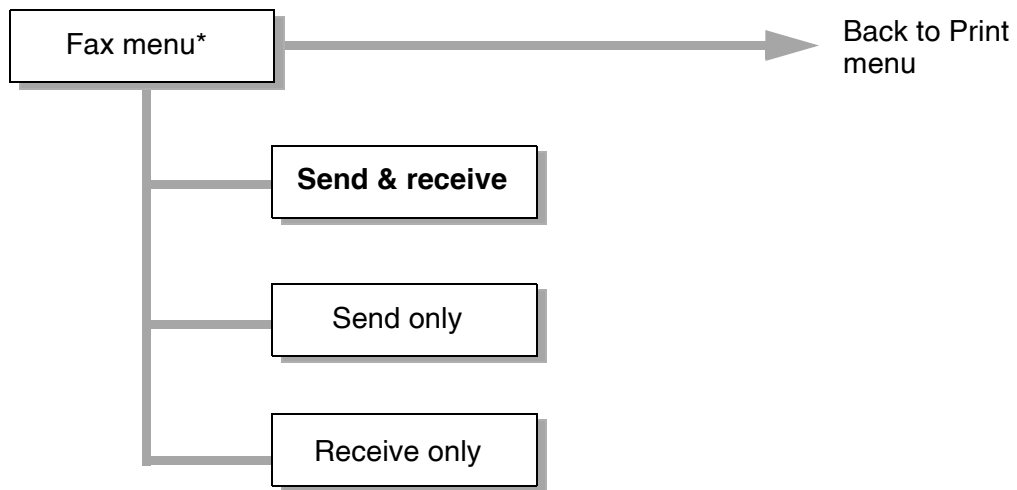 Fax menu*
Back to Print
menu
Send & receive
Send only
Receive only